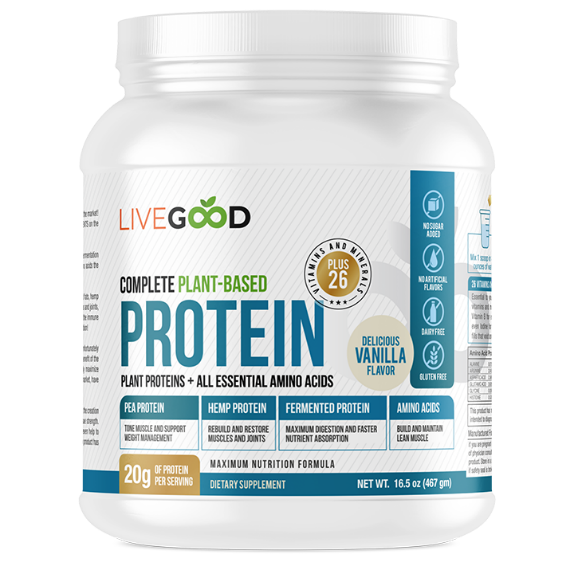 LIVEGOOD
COMPLETE PLANT-BASED
PROTEIN
PLANT PROTEINS + ALL ESSENTIAL AMINO ACIDS
VITAMINS AND MINERALS
PLUS
26
DELICIOUS
VANILLA
FLAVOR
NO SUGAR
ADDED
NO ARTIFICIAL
FLAVORS
DAIRY FREE
GLUTEN FREE
PEA PROTEIN
TONE MUSCLE AND SUPPORT
WEIGHT MANAGEMENT
HEMP PROTEIN
REBUILD AND RESTORE
MUSCLES AND JOINTS
FERMENTED PROTEIN
MAXIMUM DIGESTION AND FASTER
NUTRIENT ABSORPTION
AMINO ACIDS
BUILD AND MAINTAIN
LEAN MUSCLE
20g OF PROTEIN
PER SERVING
MAXIMUM NUTRITION FORMULA
DIETARY SUPPLEMENT
NET WT. 16.5 oz (467 gm)